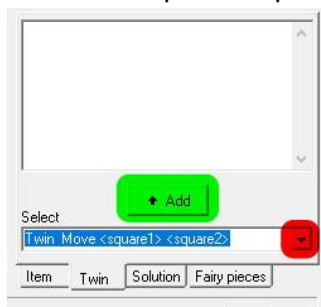 Add
Select
Twin Move <square1> <square2>
Item Twin Solution Fairy pieces